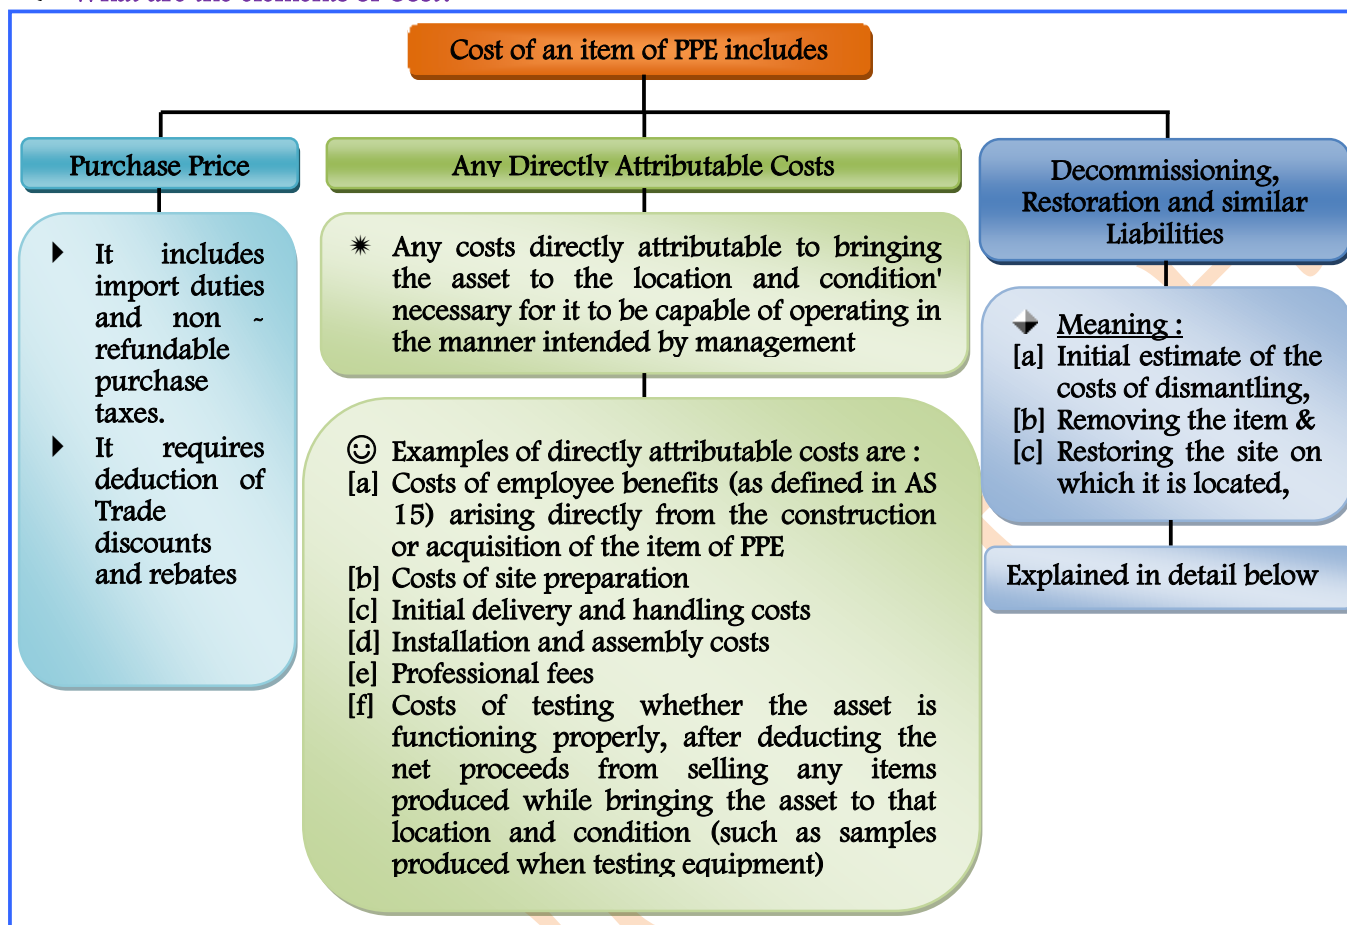 What are the elements of Cost?
Cost of an item of PPE includes
Purchase Price
It includes
import duties
and non -
refundable
purchase
taxes.
It requires
deduction of
Trade
discounts
and rebates
Any Directly Attributable Costs
Any costs directly attributable to bringing
the asset to the location and condition'
necessary for it to be capable of operating in
the manner intended by management
Examples of directly attributable costs are :
[a] Costs of employee benefits (as defined in AS
15) arising directly from the construction
or acquisition of the item of PPE
[b] Costs of site preparation
[c] Initial delivery and handling costs
[d] Installation and assembly costs
[e] Professional fees
[f] Costs of testing whether the asset is
functioning properly, after deducting the
net proceeds from selling any items
produced while bringing the asset to that
location and condition (such as samples
produced when testing equipment)
Decommissioning,
Restoration and similar
Liabilities
Meaning :
[a] Initial estimate of the
costs of dismantling,
[b] Removing the item &
[c] Restoring the site on
which it is located,
Explained in detail below